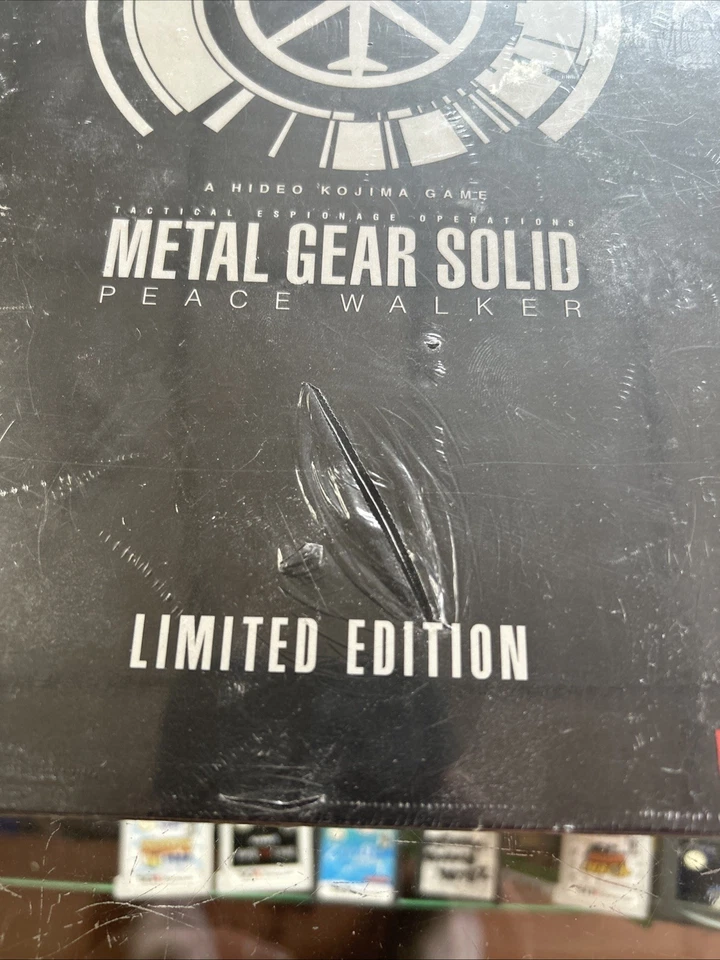 A HIDEO KOJIMA GAME
TACTICAL ESPIONAGE OPERATIONS
METAL GEAR SOLID
PEACE WALKER
LIMITED EDITION